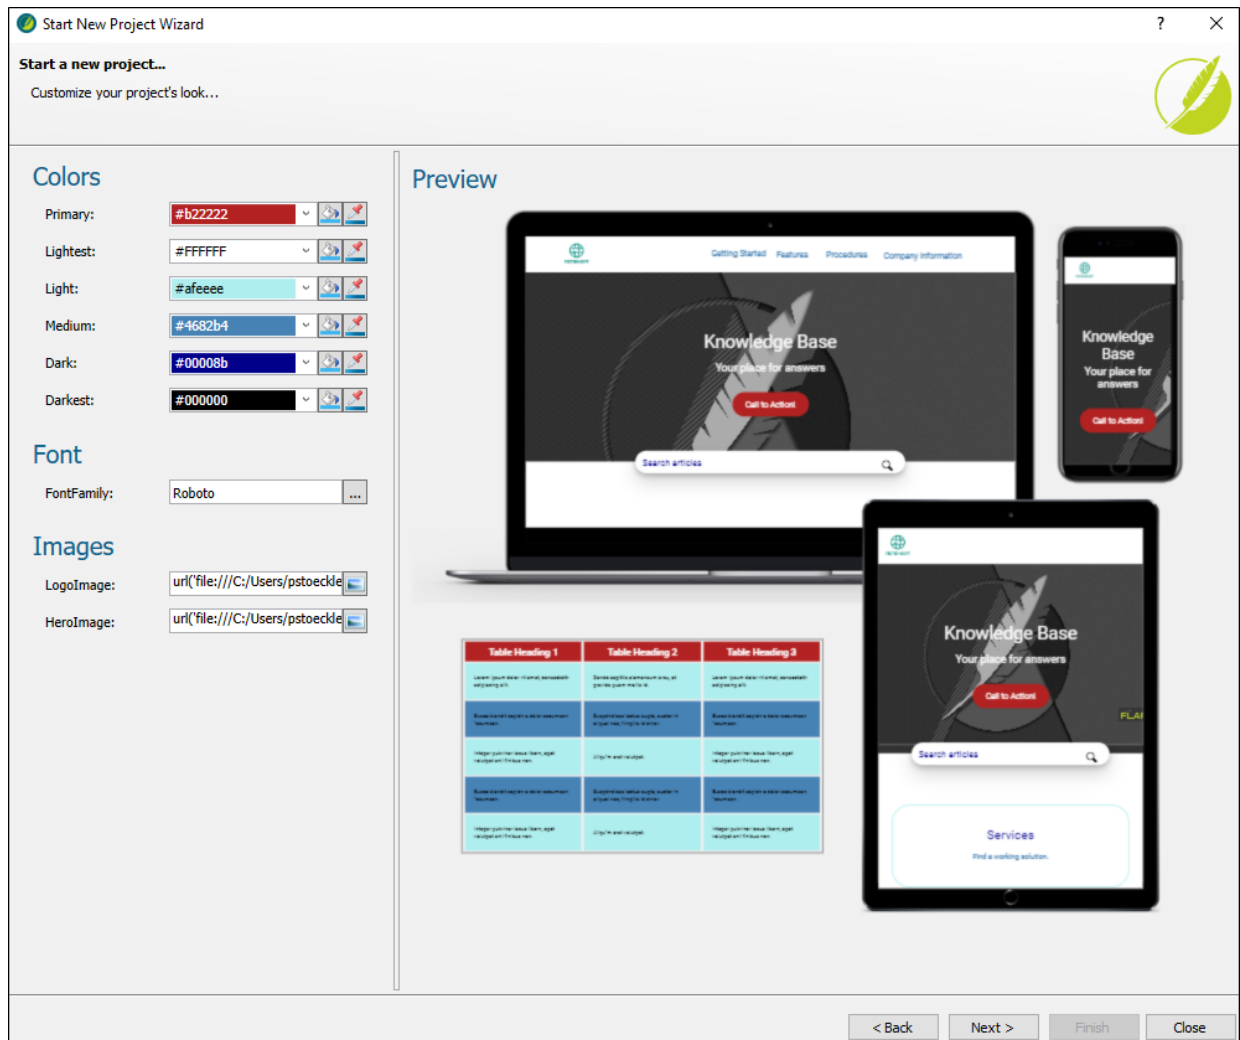 Start New Project Wizard
?
Start a new project...
Customize your project's look...
Colors
Primary: #b22222
Lightest: #FFFFFF
Light: #afeeee
Medium: #4682b4
Dark: #00008b
Darkest: #000000
Font
FontFamily: Roboto ...
Images
LogoImage: url('file:///C:/Users/pstoeckle
HeroImage: url('file:///C:/Users/pstoeckle
Preview
Getting Started Features Procedures Company Information
Knowledge Base
Your place for answers
Call to Action!
Search articles
Knowledge
Base
Your place for
answers
Call to Action!
Table Heading 1 Table Heading 2 Table Heading 3
Knowledge Base
Your place for answers
Call to Action!
Search articles
Services
Find a working solution.
< Back Next > Finish Close